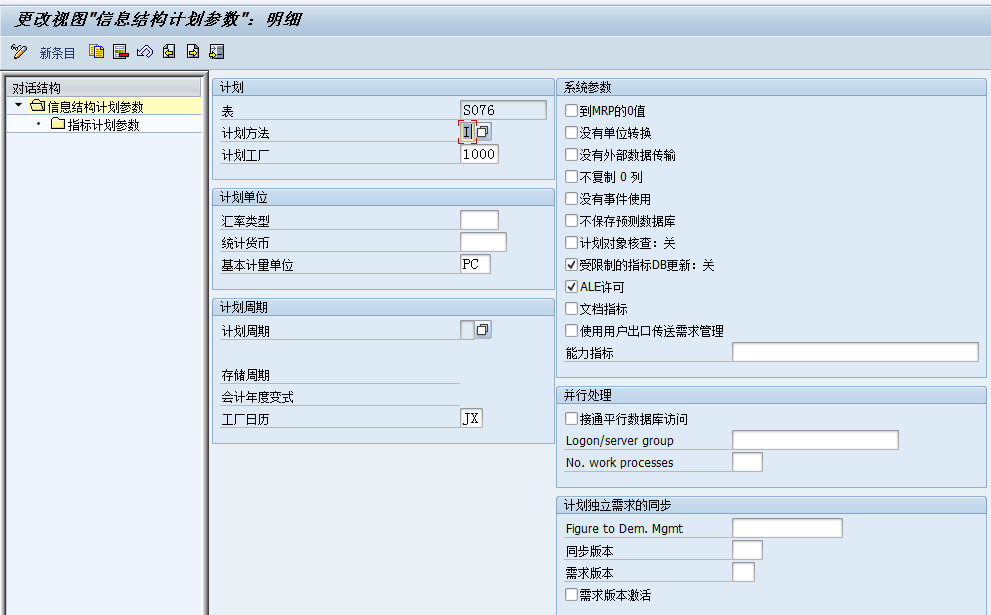 更改视图"信息结构计划参数"： 明细
新条目
对话结构
信息结构计划参数
指标计划参数
计划
表 S076
计划方法 I
计划工厂 1000
计划单位
汇率类型
统计货币
基本计量单位 PC
计划周期
计划周期
存储周期
会计年度变式
工厂日历 JX
系统参数
到MRP的0值
没有单位转换
没有外部数据传输
不复制 0 列
没有事件使用
不保存预测数据库
计划对象核查：关
受限制的指标DB更新：关
ALE许可
文档指标
使用用户出口传送需求管理
能力指标
并行处理
接通平行数据库访问
Logon/server group
No. work processes
计划独立需求的同步
Figure to Dem. Mgmt
同步版本
需求版本
需求版本激活